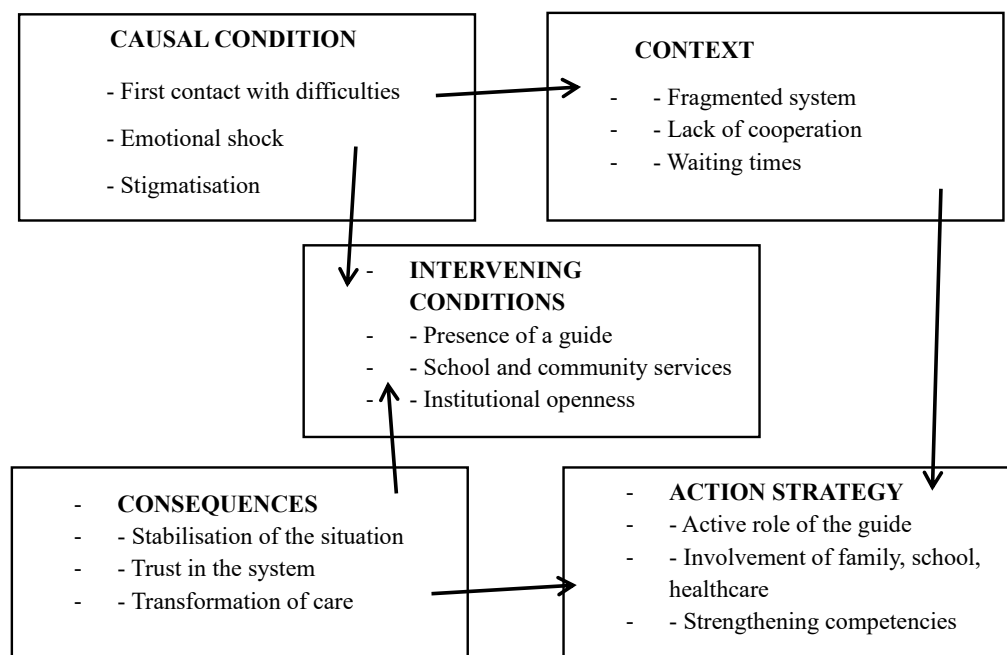 CAUSAL CONDITION
- First contact with difficulties
- Emotional shock
- Stigmatisation
CONTEXT
- - Fragmented system
- - Lack of cooperation
- - Waiting times
- INTERVENING
CONDITIONS
- - Presence of a guide
- - School and community services
- - Institutional openness
- CONSEQUENCES
- - Stabilisation of the situation
- - Trust in the system
- - Transformation of care
- ACTION STRATEGY
- - Active role of the guide
- - Involvement of family, school,
healthcare
- - Strengthening competencies